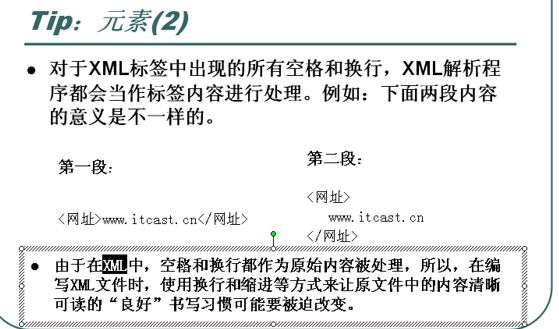 Tip：元素(2)
● 对于XML标签中出现的所有空格和换行，XML解析程
序都会当作标签内容进行处理。例如：下面两段内容
的意义是不一样的。
第一段：
<网址>www.itcast.cn</网址>
第二段：
<网址>
www.itcast.cn
</网址>
● 由于在XML中，空格和换行都作为原始内容被处理，所以，在编
写XML文件时，使用换行和缩进等方式来让原文件中的内容清晰
可读的“良好”书写习惯可能要被迫改变。